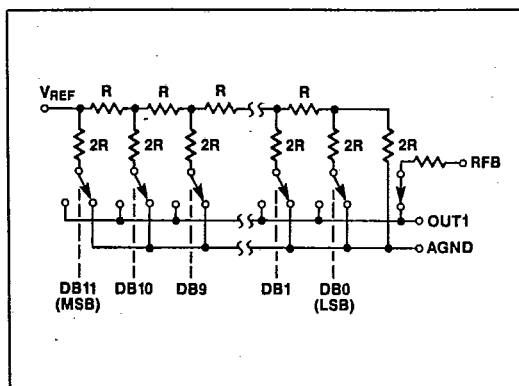 R R R R
VREF
2R 2R 2R 2R 2R 2R RFB
OUT1
AGND
DB11 DB10 DB9 DB1 DB0
(MSB) (LSB)